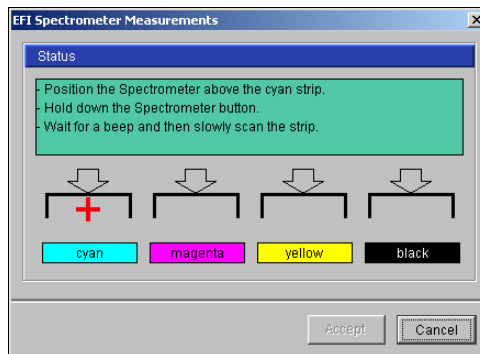 EFI Spectrometer Measurements
Status
- Position the Spectrometer above the cyan strip.
- Hold down the Spectrometer button.
- Wait for a beep and then slowly scan the strip.
cyan magenta yellow black
Accept Cancel